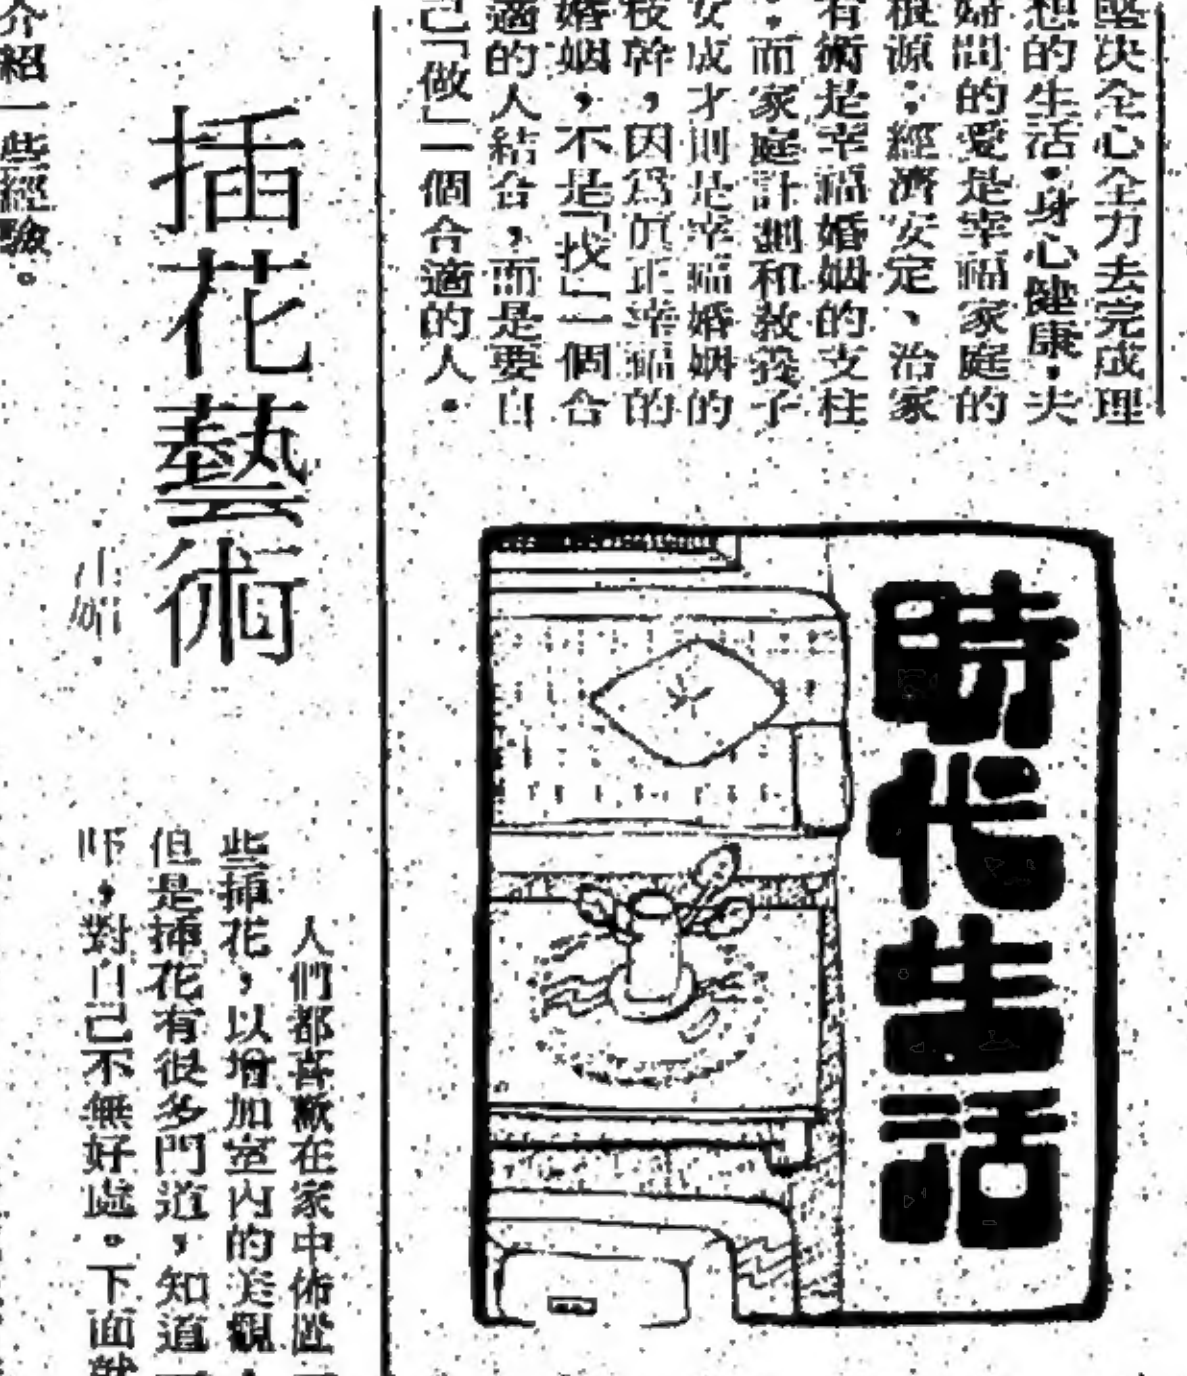 堅決全心全力去完成理
想的生活,身心健康,夫
婦間的愛是幸福家庭的
根源;經濟安定、治家
有術是幸福婚姻的支柱
;而家庭計劃和教養子
女成才則是幸福婚姻的
枝幹,因爲眞正幸福的
婚姻,不是「找」一個合
適的人結合,而是要自
己「做」一個合適的人。
時代生活
插花藝術
人們都喜歡在家中佈置一
些插花,以增加室內的美觀,
但是插花有很多門道,知道一
吓,對自己不無好處。下面就
介紹一些經驗。